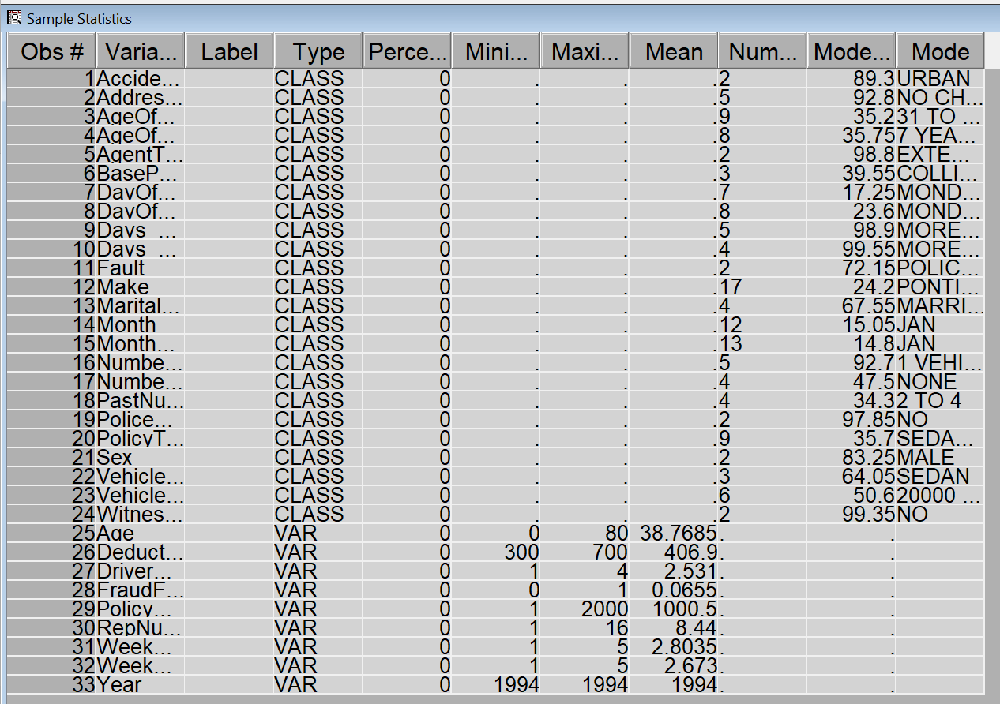 Sample Statistics
Obs # Varia... Label Type Perce... Mini... Maxi... Mean Num... Mode... Mode
1 Accide... CLASS 0 . . . 2 89.3 URBAN
2 Addres... CLASS 0 . . . 5 92.8 NO CH...
3 AgeOf... CLASS 0 . . . 9 35.2 31 TO ...
4 AgeOf... CLASS 0 . . . 8 35.75 7 YEA...
5 AgentT... CLASS 0 . . . 2 98.8 EXTE...
6 BaseP... CLASS 0 . . . 3 39.55 COLLI...
7 DayOf... CLASS 0 . . . 7 17.25 MOND...
8 DayOf... CLASS 0 . . . 8 23.6 MOND...
9 Days_... CLASS 0 . . . 5 98.9 MORE...
10 Days_... CLASS 0 . . . 4 99.55 MORE...
11 Fault CLASS 0 . . . 2 72.15 POLIC...
12 Make CLASS 0 . . . 17 24.2 PONTI...
13 Marital... CLASS 0 . . . 4 67.55 MARRI...
14 Month CLASS 0 . . . 12 15.05 JAN
15 Month... CLASS 0 . . . 13 14.8 JAN
16 Numbe... CLASS 0 . . . 5 92.7 1 VEHI...
17 Numbe... CLASS 0 . . . 4 47.5 NONE
18 PastNu... CLASS 0 . . . 4 34.3 2 TO 4
19 Police... CLASS 0 . . . 2 97.85 NO
20 PolicyT... CLASS 0 . . . 9 35.7 SEDA...
21 Sex CLASS 0 . . . 2 83.25 MALE
22 Vehicle... CLASS 0 . . . 3 64.05 SEDAN
23 Vehicle... CLASS 0 . . . 6 50.6 20000 ...
24 Witnes... CLASS 0 . . . 2 99.35 NO
25 Age VAR 0 0 80 38.7685 . .
26 Deduct... VAR 0 300 700 406.9 . .
27 Driver... VAR 0 1 4 2.531 . .
28 FraudF... VAR 0 0 1 0.0655 . .
29 Policy... VAR 0 1 2000 1000.5 . .
30 RepNu... VAR 0 1 16 8.44 . .
31 Week... VAR 0 1 5 2.8035 . .
32 Week... VAR 0 1 5 2.673 . .
33 Year VAR 0 1994 1994 1994 . .